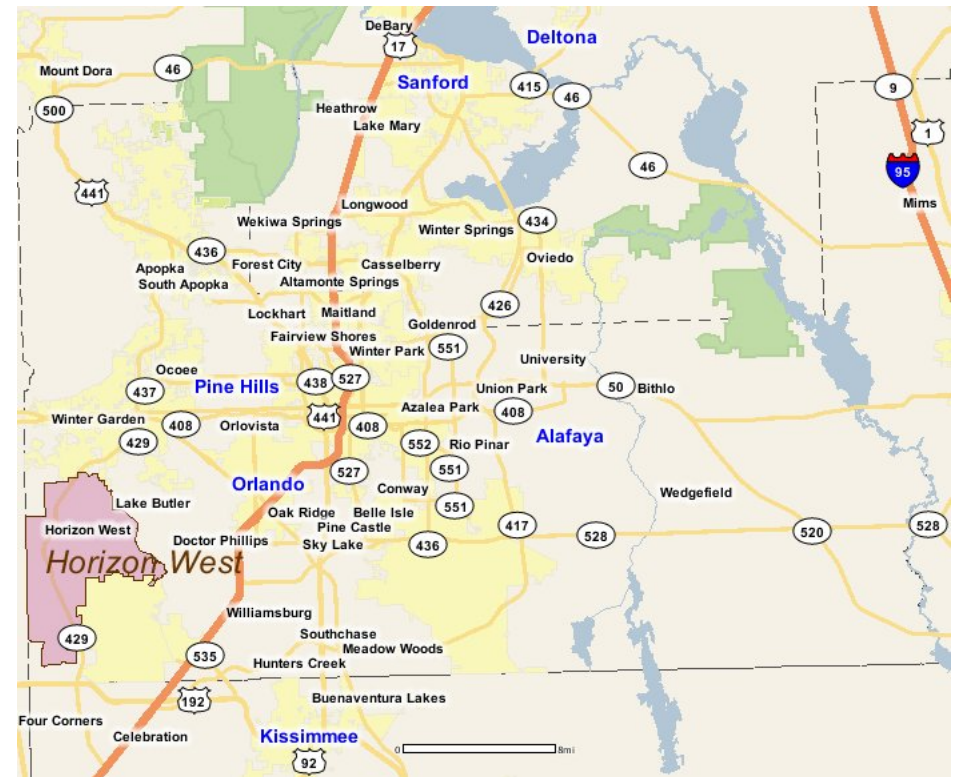 DeBary
17
Deltona
Mount Dora
46
Sanford
415
46
9
500
Heathrow
Lake Mary
1
46
95
441
Mims
Longwood
Wekiwa Springs
Winter Springs
434
436
Forest City
Casselberry
Oviedo
Apopka
South Apopka
Altamonte Springs
426
Lockhart
Maitland
Goldenrod
Fairview Shores
Winter Park
551
University
Ocoee
437
Pine Hills
438
527
Union Park
50
Bithlo
Winter Garden
408
Orlovista
441
408
Azalea Park
408
429
552
Rio Pinar
Alafaya
527
551
Orlando
Conway
Wedgefield
Lake Butler
Oak Ridge
Belle Isle
551
Horizon West
Pine Castle
417
528
520
528
Doctor Phillips
Sky Lake
436
Horizon West
Williamsburg
429
Southchase
535
Meadow Woods
Hunters Creek
192
Buenaventura Lakes
Four Corners
Celebration
Kissimmee
0
8mi
92